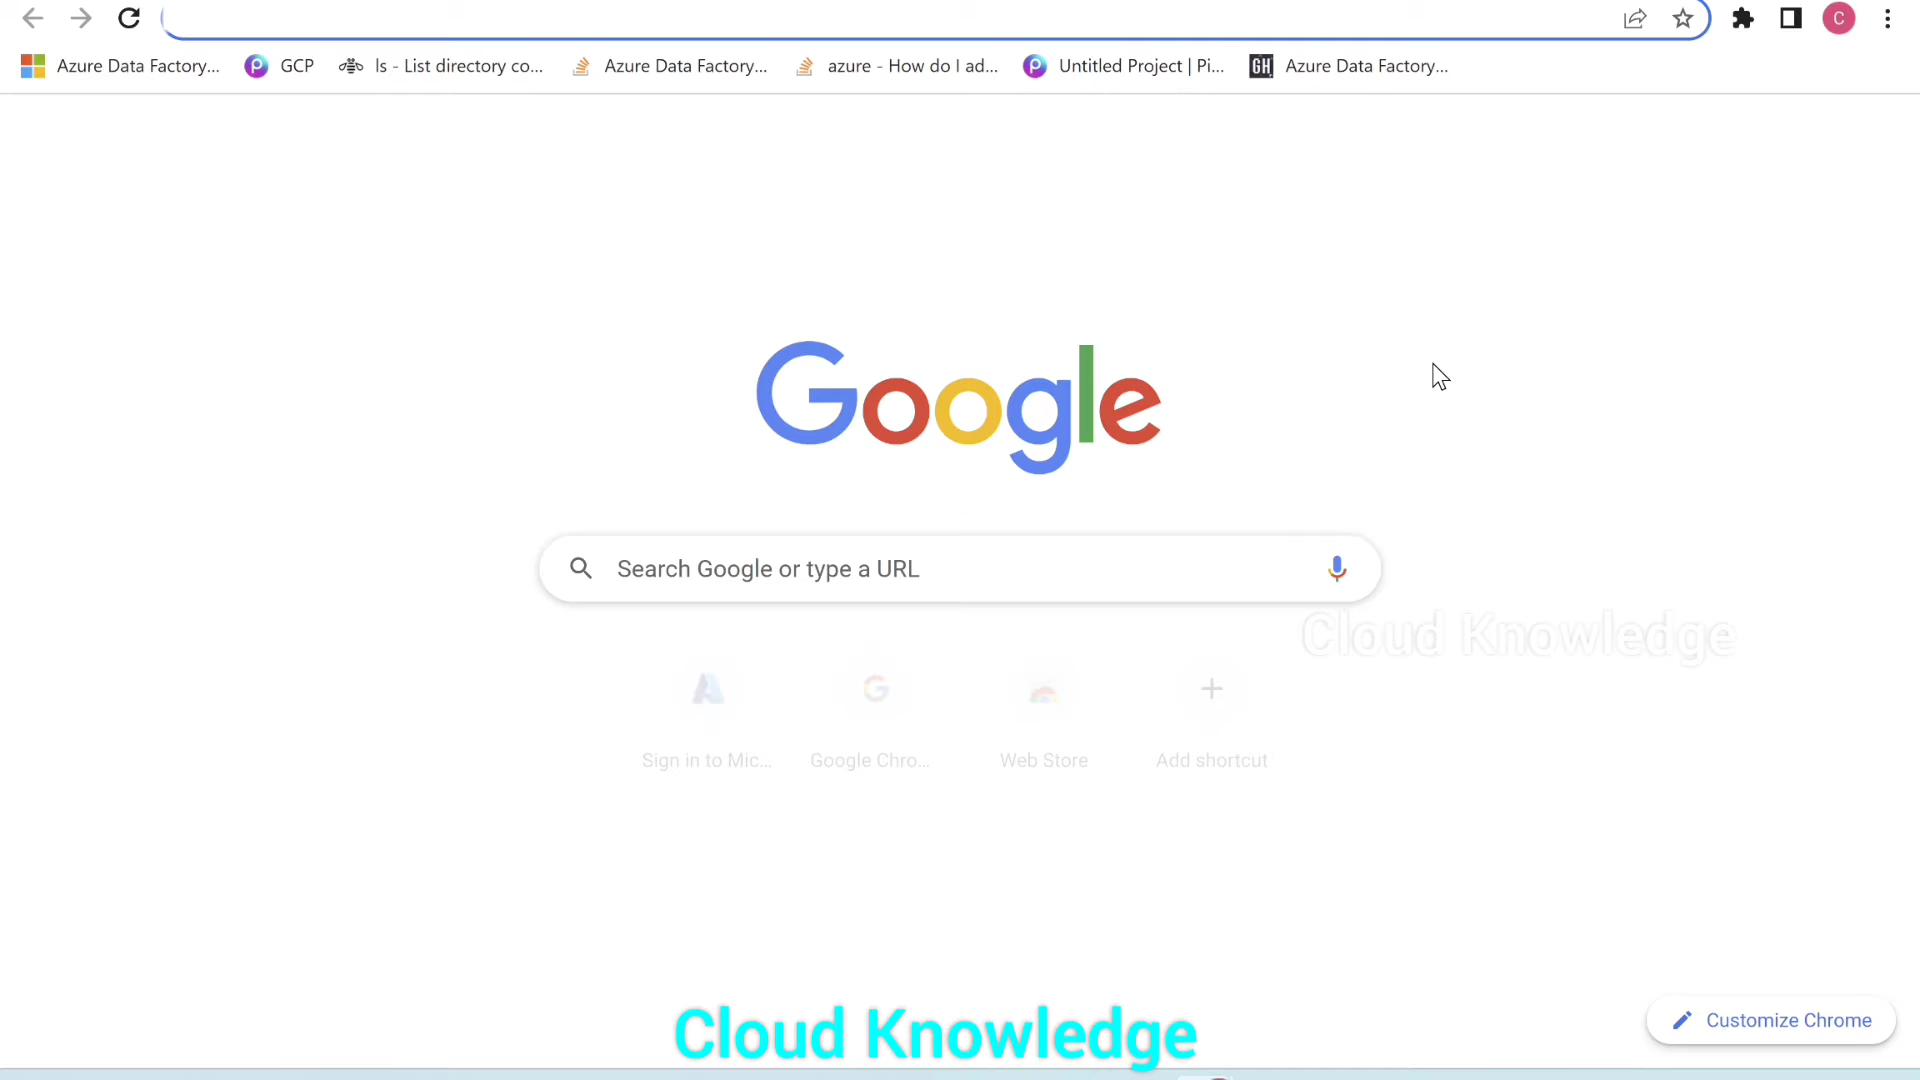 C
Azure Data Factory...
GCP
ls - List directory co...
Azure Data Factory...
azure - How do I ad...
Untitled Project | Pi...
GH
Azure Data Factory...
Google
Search Google or type a URL
Cloud Knowledge
Sign in to Mic...
Google Chro...
Web Store
Add shortcut
Cloud Knowledge
Customize Chrome